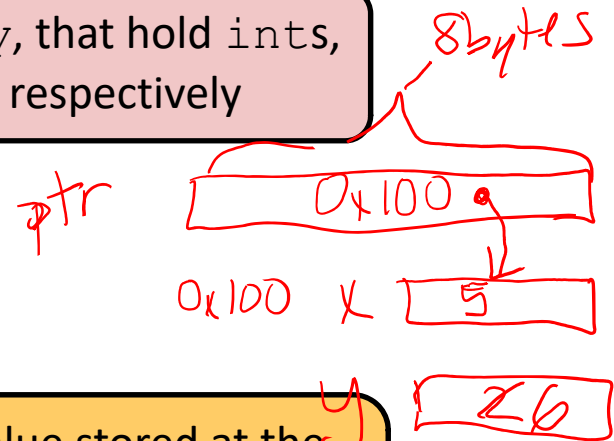 y, that hold ints,
respectively
8bytes
ptr
0x100
0x100 x 5
y 26
lue stored at the